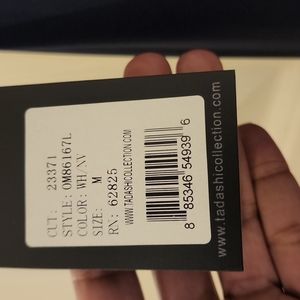 CUT: 23371
STYLE: OM86167L
COLOR: WH/NV
SIZE: M
RN: 62825
WWW.TADASHICOLLECTION.COM
8 85346 54939 6
www.tadashicollection.com